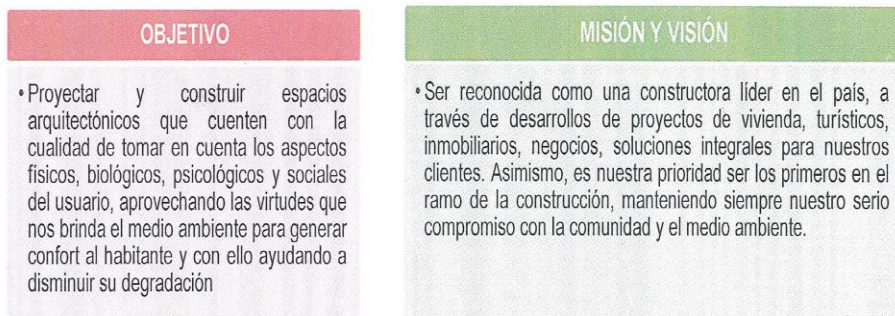 OBJETIVO
• Proyectar y construir espacios
arquitectónicos que cuenten con la
cualidad de tomar en cuenta los aspectos
físicos, biológicos, psicológicos y sociales
del usuario, aprovechando las virtudes que
nos brinda el medio ambiente para generar
confort al habitante y con ello ayudando a
disminuir su degradación
MISIÓN Y VISIÓN
• Ser reconocida como una constructora líder en el país, a
través de desarrollos de proyectos de vivienda, turísticos,
inmobiliarios, negocios, soluciones integrales para nuestros
clientes. Asimismo, es nuestra prioridad ser los primeros en el
ramo de la construcción, manteniendo siempre nuestro serio
compromiso con la comunidad y el medio ambiente.